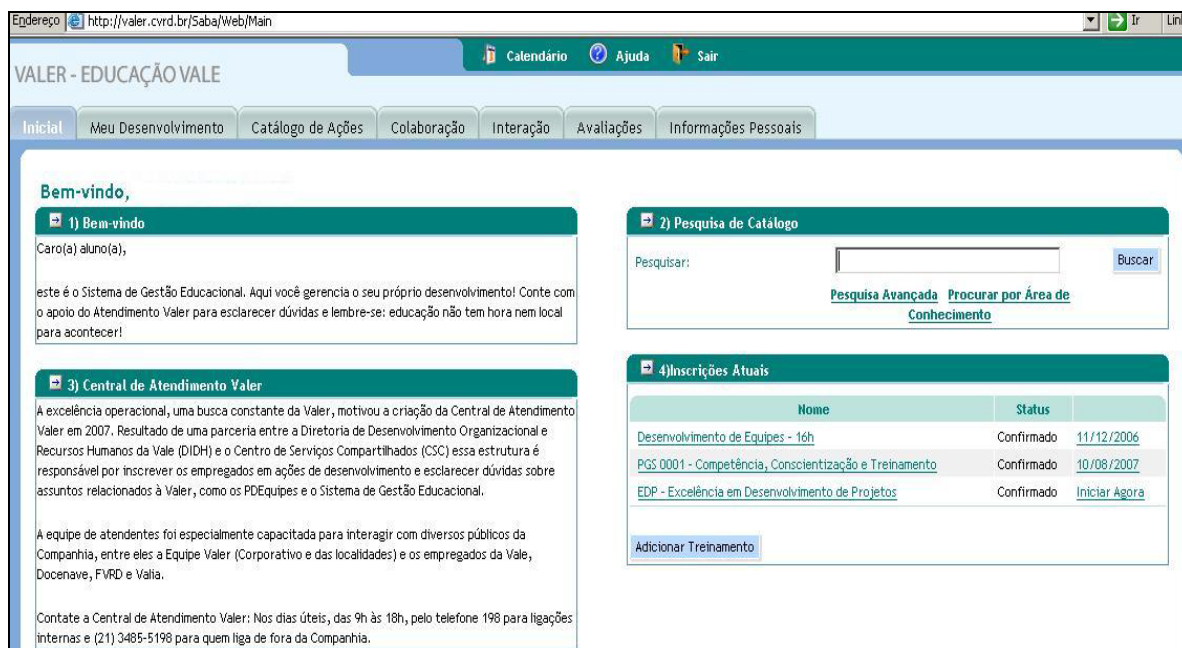 Endereço http://valer.cvrd.br/Saba/Web/Main Ir Link
Calendário Ajuda Sair
VALER - EDUCAÇÃO VALE
Inicial Meu Desenvolvimento Catálogo de Ações Colaboração Interação Avaliações Informações Pessoais
Bem-vindo,
1) Bem-vindo
Caro(a) aluno(a),
este é o Sistema de Gestão Educacional. Aqui você gerencia o seu próprio desenvolvimento! Conte com
o apoio do Atendimento Valer para esclarecer dúvidas e lembre-se: educação não tem hora nem local
para acontecer!
2) Pesquisa de Catálogo
Pesquisar: Buscar
Pesquisa Avançada Procurar por Área de
Conhecimento
3) Central de Atendimento Valer
A excelência operacional, uma busca constante da Valer, motivou a criação da Central de Atendimento
Valer em 2007. Resultado de uma parceria entre a Diretoria de Desenvolvimento Organizacional e
Recursos Humanos da Vale (DIDH) e o Centro de Serviços Compartilhados (CSC) essa estrutura é
responsável por inscrever os empregados em ações de desenvolvimento e esclarecer dúvidas sobre
assuntos relacionados à Valer, como os PDEquipes e o Sistema de Gestão Educacional.
A equipe de atendentes foi especialmente capacitada para interagir com diversos públicos da
Companhia, entre eles a Equipe Valer (Corporativo e das localidades) e os empregados da Vale,
Docenave, FVRD e Valia.
Contate a Central de Atendimento Valer: Nos dias úteis, das 9h às 18h, pelo telefone 198 para ligações
internas e (21) 3485-5198 para quem liga de fora da Companhia.
4)Inscrições Atuais
Nome Status
Desenvolvimento de Equipes - 16h Confirmado 11/12/2006
PGS 0001 - Competência, Conscientização e Treinamento Confirmado 10/08/2007
EDP - Excelência em Desenvolvimento de Projetos Confirmado Iniciar Agora
Adicionar Treinamento